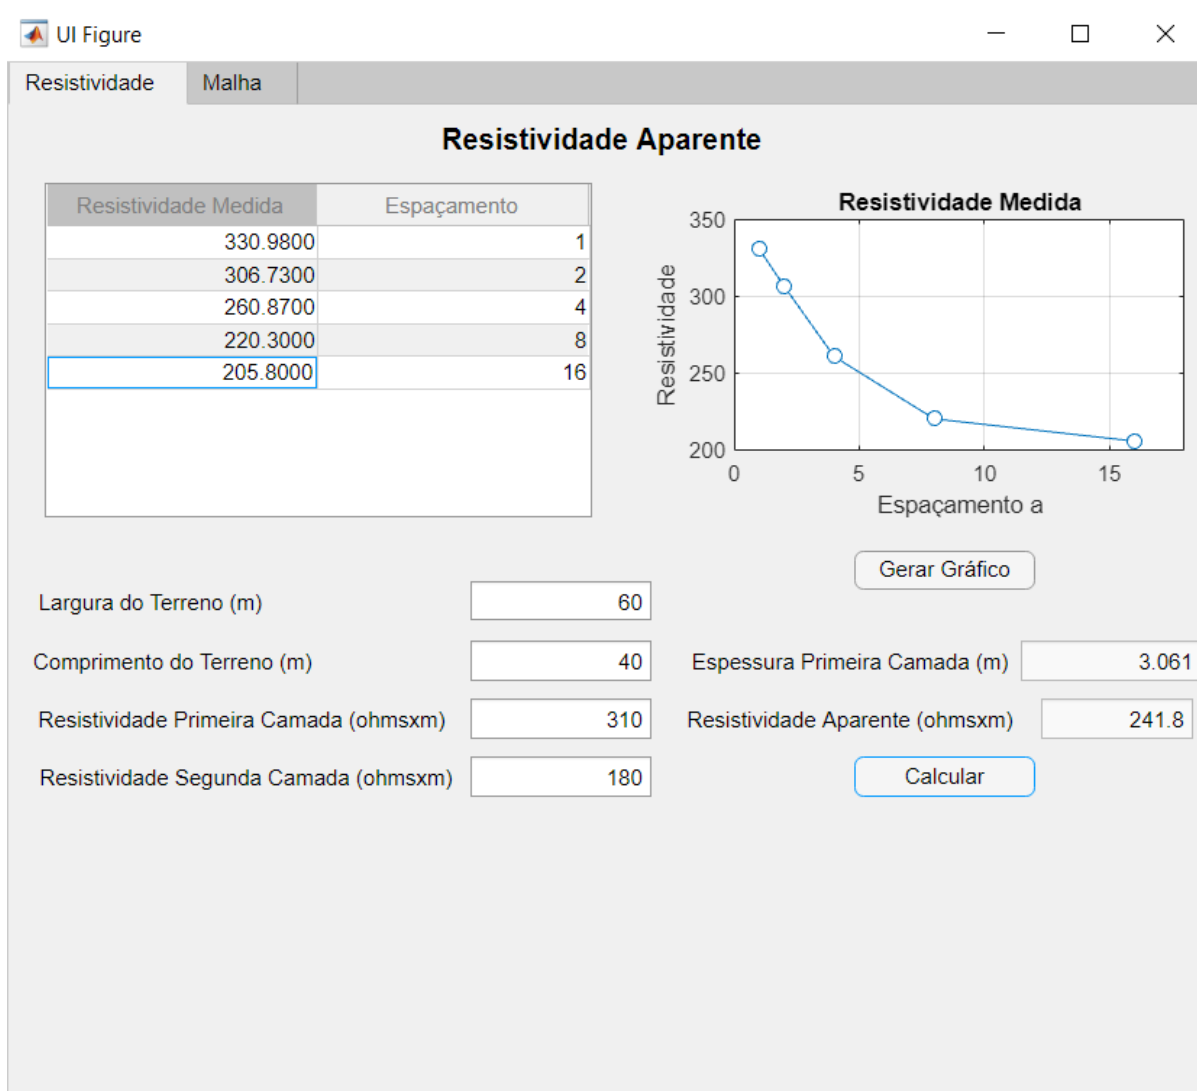 UI Figure
Resistividade Malha
Resistividade Aparente
Resistividade Medida Espaçamento
330.9800 1
306.7300 2
260.8700 4
220.3000 8
205.8000 16
Resistividade Medida
350
300
250
200
Resistividade
0 5 10 15
Espaçamento a
Gerar Gráfico
Largura do Terreno (m) 60
Comprimento do Terreno (m) 40
Espessura Primeira Camada (m) 3.061
Resistividade Primeira Camada (ohmsxm) 310
Resistividade Aparente (ohmsxm) 241.8
Resistividade Segunda Camada (ohmsxm) 180
Calcular